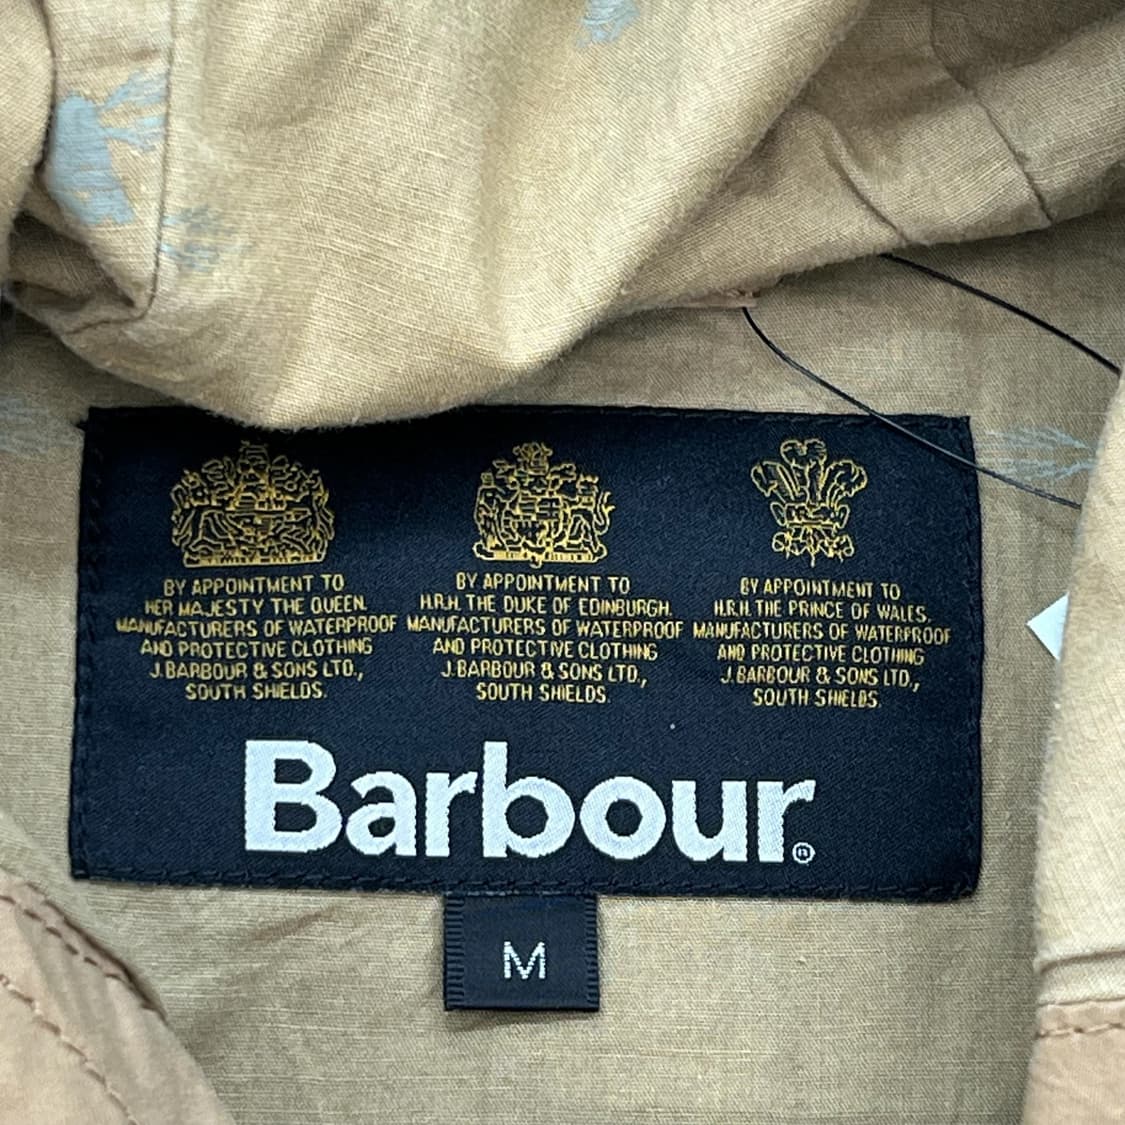 BY APPOINTMENT TO
HER MAJESTY THE QUEEN.
MANUFACTURERS OF WATERPROOF
AND PROTECTIVE CLOTHING
J.BARBOUR & SONS LTD.,
SOUTH SHIELDS.
BY APPOINTMENT TO
H.R.H. THE DUKE OF EDINBURGH.
MANUFACTURERS OF WATERPROOF
AND PROTECTIVE CLOTHING
J.BARBOUR & SONS LTD.,
SOUTH SHIELDS.
BY APPOINTMENT TO
H.R.H. THE PRINCE OF WALES.
MANUFACTURERS OF WATERPROOF
AND PROTECTIVE CLOTHING
J.BARBOUR & SONS LTD.,
SOUTH SHIELDS.
Barbour®
M